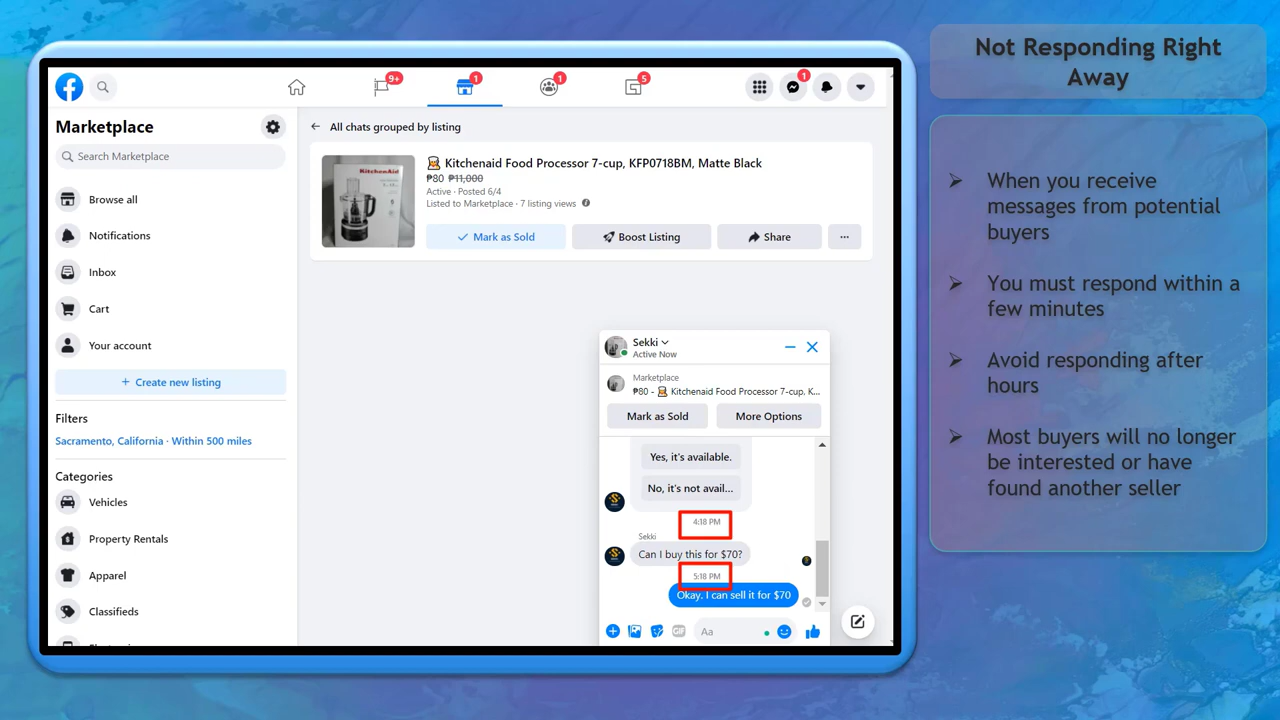 Not Responding Right
Away
When you receive
messages from potential
buyers
You must respond within a
few minutes
Avoid responding after
hours
Most buyers will no longer
be interested or have
found another seller
9+
1
1
5
1
Marketplace
Search Marketplace
Browse all
Notifications
Inbox
Cart
Your account
+ Create new listing
Filters
Sacramento, California · Within 500 miles
Categories
Vehicles
Property Rentals
Apparel
Classifieds
← All chats grouped by listing
KitchenAid
Kitchenaid Food Processor 7-cup, KFP0718BM, Matte Black
₱80 ₱11,000
Active · Posted 6/4
Listed to Marketplace · 7 listing views
Mark as Sold
Boost Listing
Share
...
Sekki
Active Now
Marketplace
₱80 - Kitchenaid Food Processor 7-cup, K...
Mark as Sold
More Options
Yes, it's available.
No, it's not avail...
4:18 PM
Sekki
Can I buy this for $70?
5:18 PM
Okay. I can sell it for $70
GIF
Aa